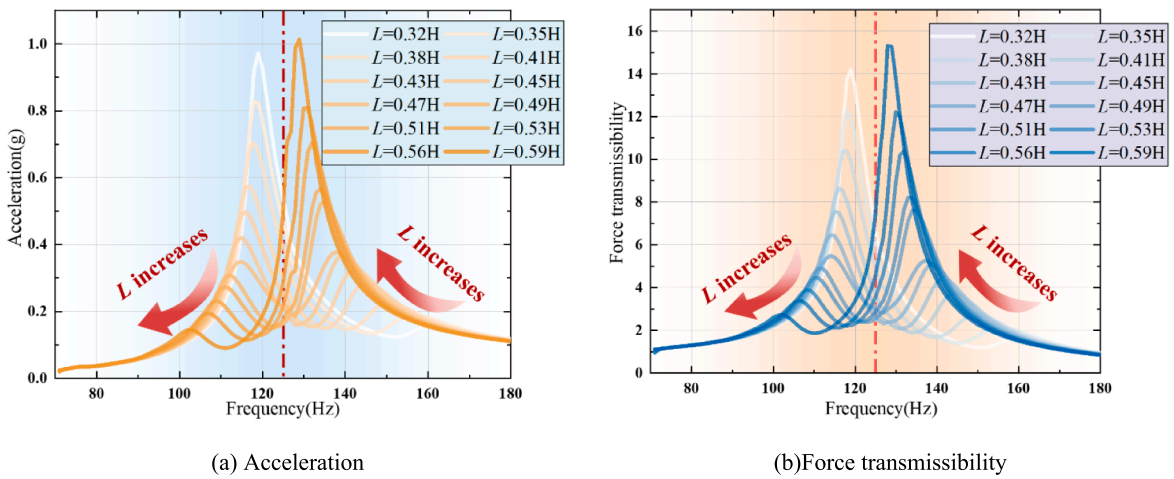 (a)
Acceleration(g)
1.0
0.8
0.6
0.4
0.2
0.0
L=0.32H L=0.35H
L=0.38H L=0.41H
L=0.43H L=0.45H
L=0.47H L=0.49H
L=0.51H L=0.53H
L=0.56H L=0.59H
L increases
L increases
80 100 120 140 160 180
Frequency(Hz)
(a) Acceleration
(b)
Force transmissibility
16
14
12
10
8
6
4
2
0
L=0.32H L=0.35H
L=0.38H L=0.41H
L=0.43H L=0.45H
L=0.47H L=0.49H
L=0.51H L=0.53H
L=0.56H L=0.59H
L increases
L increases
80 100 120 140 160 180
Frequency(Hz)
(b)Force transmissibility